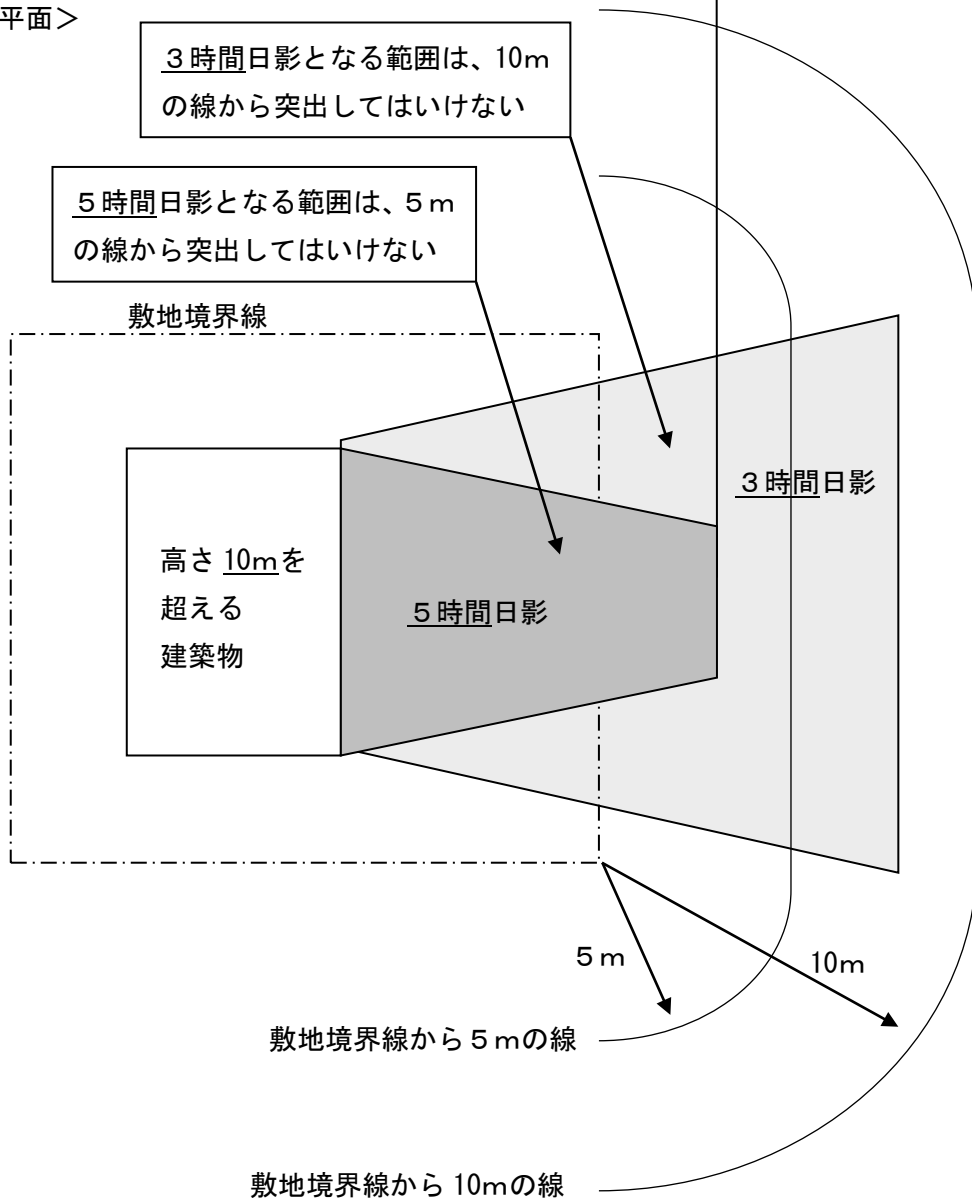 平面＞
３時間日影となる範囲は、10ｍ
の線から突出してはいけない
５時間日影となる範囲は、５ｍ
の線から突出してはいけない
敷地境界線
３時間日影
高さ 10ｍを
超える
建築物
５時間日影
５ｍ
10ｍ
敷地境界線から５ｍの線
敷地境界線から 10ｍの線